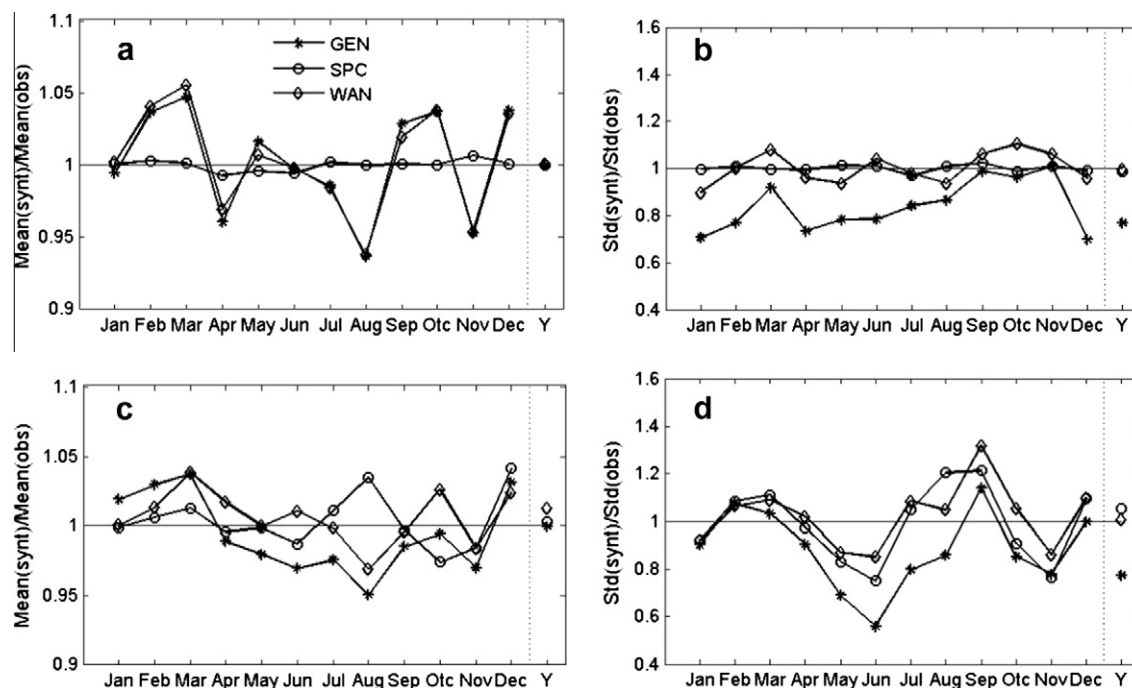 a
GEN
SPC
WAN
Mean(synt)/Mean(obs)
1.1
1.05
1
0.95
0.9
Jan Feb Mar Apr May Jun Jul Aug Sep Otc Nov Dec Y
b
Std(synt)/Std(obs)
1.6
1.4
1.2
1
0.8
0.6
0.4
Jan Feb Mar Apr May Jun Jul Aug Sep Otc Nov Dec Y
c
Mean(synt)/Mean(obs)
1.1
1.05
1
0.95
0.9
Jan Feb Mar Apr May Jun Jul Aug Sep Otc Nov Dec Y
d
Std(synt)/Std(obs)
1.6
1.4
1.2
1
0.8
0.6
0.4
Jan Feb Mar Apr May Jun Jul Aug Sep Otc Nov Dec Y